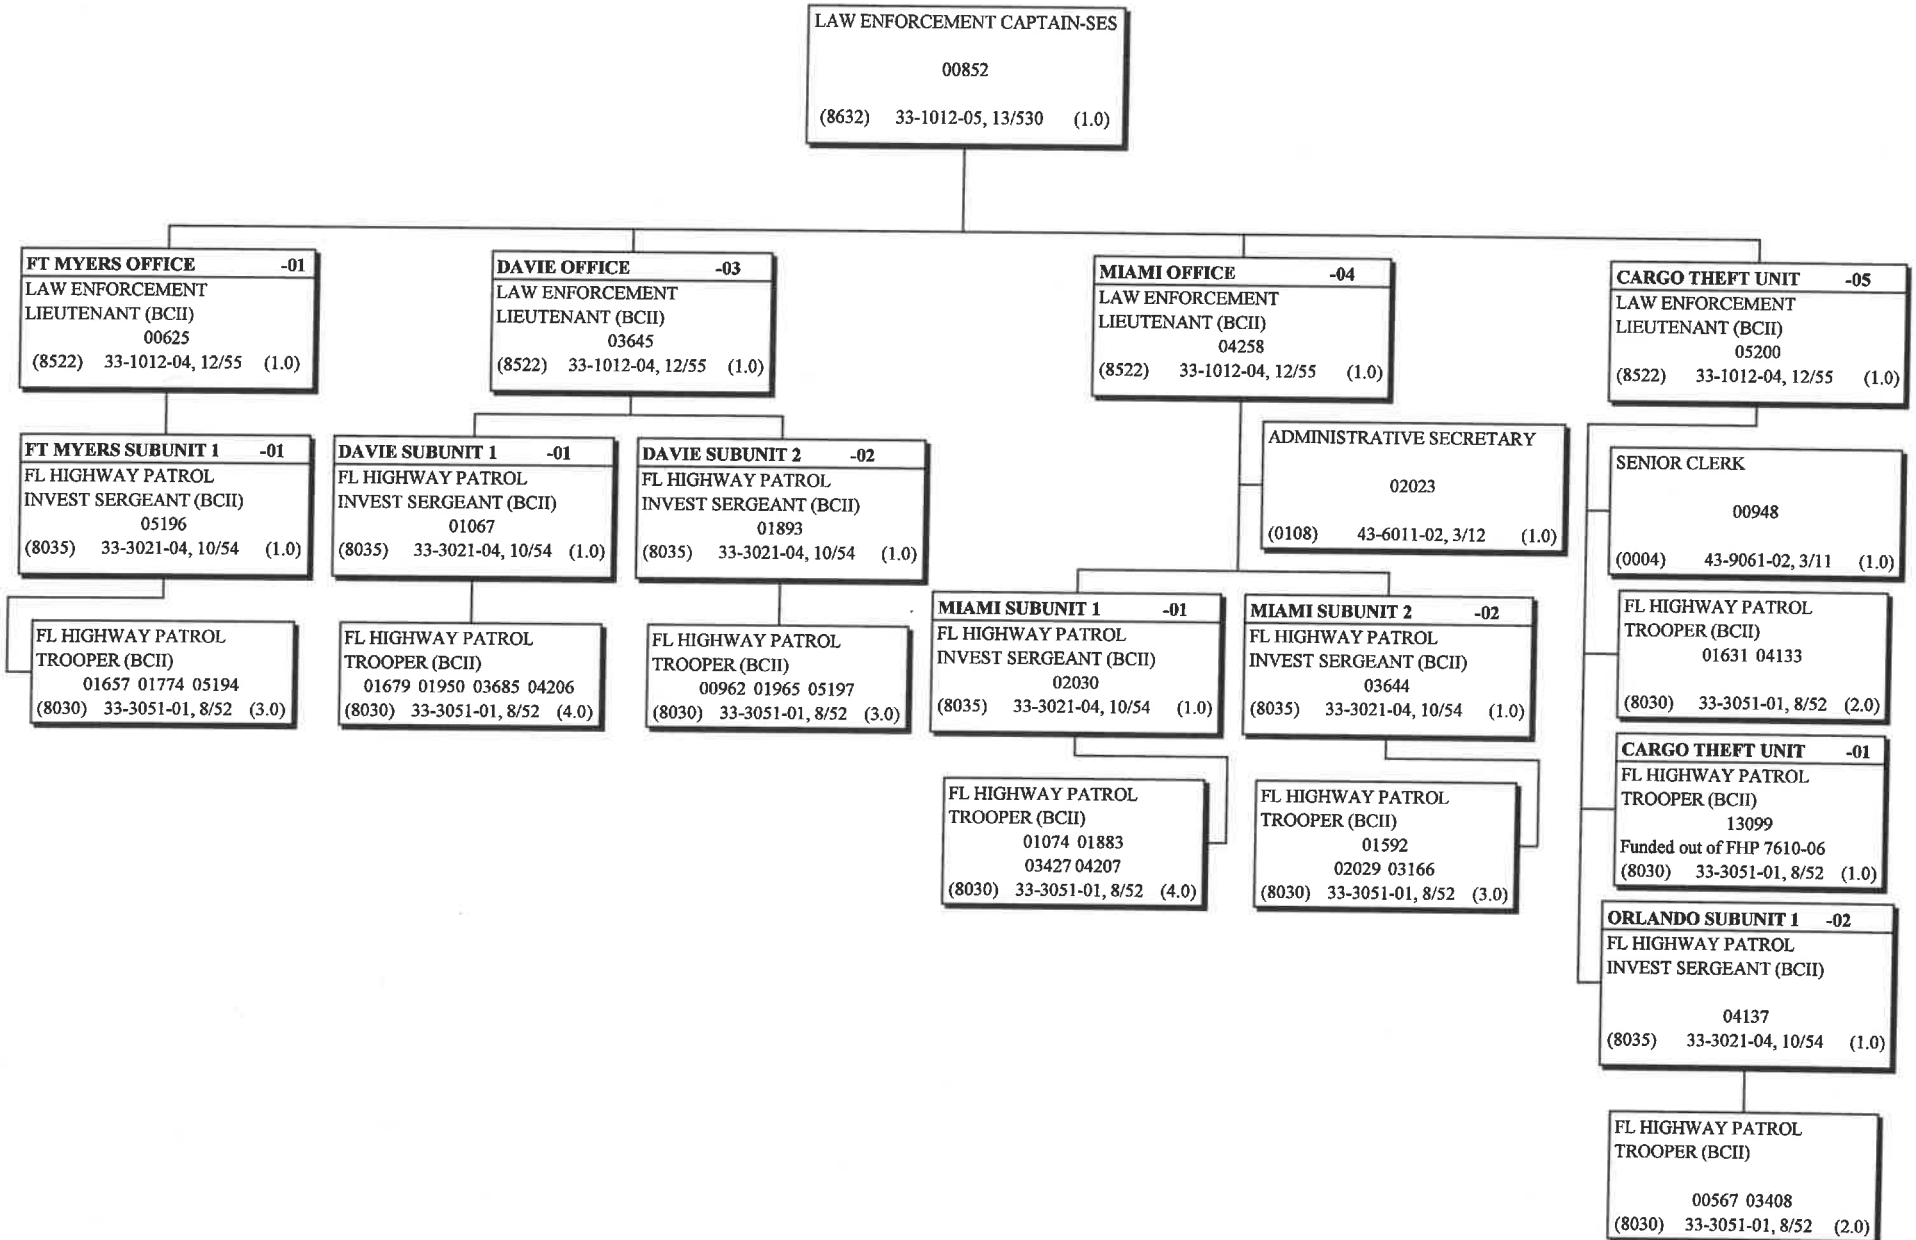 LAW ENFORCEMENT CAPTAIN-SES
00852
(8632) 33-1012-05, 13/530 (1.0)
FT MYERS OFFICE -01
LAW ENFORCEMENT
LIEUTENANT (BCII)
00625
(8522) 33-1012-04, 12/55 (1.0)
DAVIE OFFICE -03
LAW ENFORCEMENT
LIEUTENANT (BCII)
03645
(8522) 33-1012-04, 12/55 (1.0)
MIAMI OFFICE -04
LAW ENFORCEMENT
LIEUTENANT (BCII)
04258
(8522) 33-1012-04, 12/55 (1.0)
CARGO THEFT UNIT -05
LAW ENFORCEMENT
LIEUTENANT (BCII)
05200
(8522) 33-1012-04, 12/55 (1.0)
FT MYERS SUBUNIT 1 -01
FL HIGHWAY PATROL
INVEST SERGEANT (BCII)
05196
(8035) 33-3021-04, 10/54 (1.0)
DAVIE SUBUNIT 1 -01
FL HIGHWAY PATROL
INVEST SERGEANT (BCII)
01067
(8035) 33-3021-04, 10/54 (1.0)
DAVIE SUBUNIT 2 -02
FL HIGHWAY PATROL
INVEST SERGEANT (BCII)
01893
(8035) 33-3021-04, 10/54 (1.0)
ADMINISTRATIVE SECRETARY
02023
(0108) 43-6011-02, 3/12 (1.0)
SENIOR CLERK
00948
(0004) 43-9061-02, 3/11 (1.0)
FL HIGHWAY PATROL
TROOPER (BCII)
01657 01774 05194
(8030) 33-3051-01, 8/52 (3.0)
FL HIGHWAY PATROL
TROOPER (BCII)
01679 01950 03685 04206
(8030) 33-3051-01, 8/52 (4.0)
FL HIGHWAY PATROL
TROOPER (BCII)
00962 01965 05197
(8030) 33-3051-01, 8/52 (3.0)
MIAMI SUBUNIT 1 -01
FL HIGHWAY PATROL
INVEST SERGEANT (BCII)
02030
(8035) 33-3021-04, 10/54 (1.0)
MIAMI SUBUNIT 2 -02
FL HIGHWAY PATROL
INVEST SERGEANT (BCII)
03644
(8035) 33-3021-04, 10/54 (1.0)
FL HIGHWAY PATROL
TROOPER (BCII)
01631 04133
(8030) 33-3051-01, 8/52 (2.0)
CARGO THEFT UNIT -01
FL HIGHWAY PATROL
TROOPER (BCII)
13099
Funded out of FHP 7610-06
(8030) 33-3051-01, 8/52 (1.0)
FL HIGHWAY PATROL
TROOPER (BCII)
01074 01883
03427 04207
(8030) 33-3051-01, 8/52 (4.0)
FL HIGHWAY PATROL
TROOPER (BCII)
01592
02029 03166
(8030) 33-3051-01, 8/52 (3.0)
ORLANDO SUBUNIT 1 -02
FL HIGHWAY PATROL
INVEST SERGEANT (BCII)
04137
(8035) 33-3021-04, 10/54 (1.0)
FL HIGHWAY PATROL
TROOPER (BCII)
00567 03408
(8030) 33-3051-01, 8/52 (2.0)